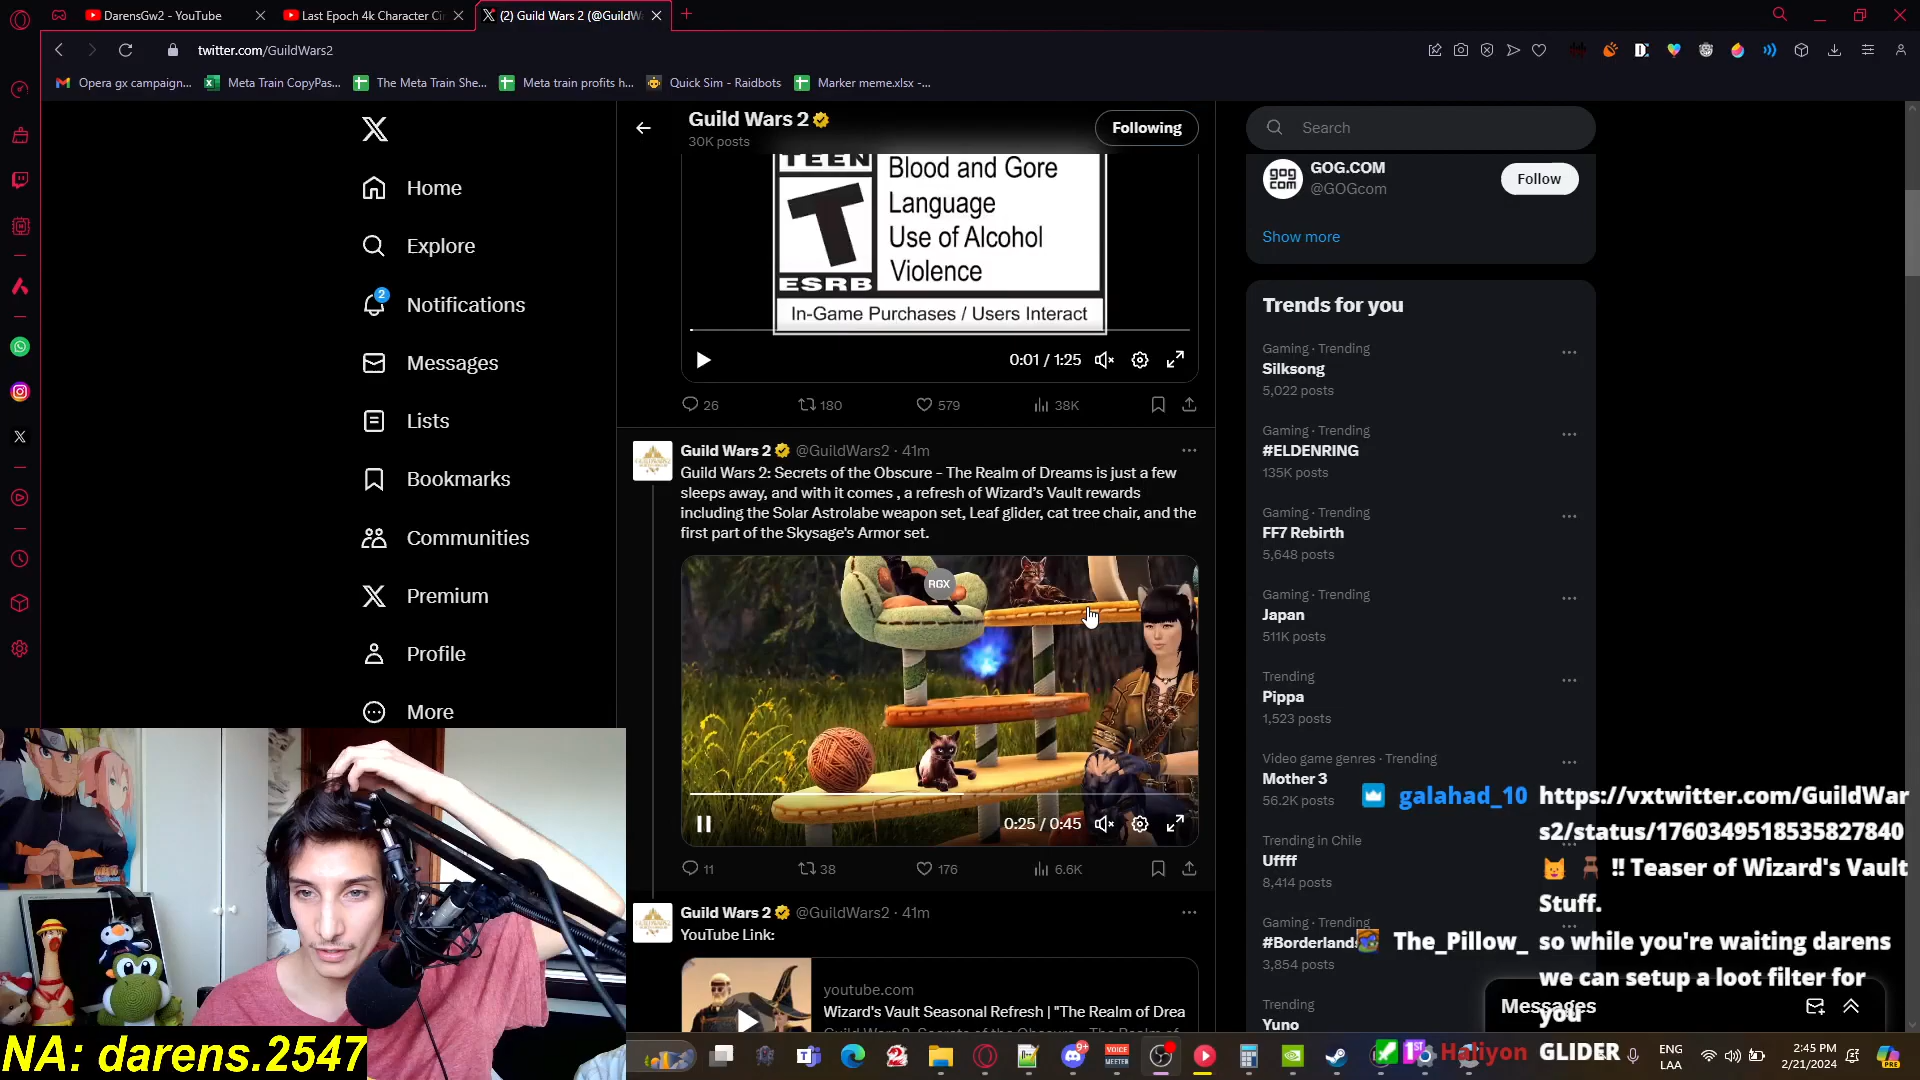 DarensGw2 - YouTube
Last Epoch 4k Character Ci
(2) Guild Wars 2 (@GuildW
twitter.com/GuildWars2
Opera gx campaign...
Meta Train CopyPas...
The Meta Train She...
Meta train profits h...
Quick Sim - Raidbots
Marker meme.xlsx -...
Home
Explore
2
Notifications
Messages
Lists
Bookmarks
Communities
Premium
Profile
More
Guild Wars 2
30K posts
Following
TEEN
T
ESRB
Blood and Gore
Language
Use of Alcohol
Violence
In-Game Purchases / Users Interact
0:01 / 1:25
26
180
579
38K
Guild Wars 2 @GuildWars2 · 41m
Guild Wars 2: Secrets of the Obscure - The Realm of Dreams is just a few
sleeps away, and with it comes , a refresh of Wizard's Vault rewards
including the Solar Astrolabe weapon set, Leaf glider, cat tree chair, and the
first part of the Skysage's Armor set.
RGX
0:25 / 0:45
11
38
176
6.6K
Guild Wars 2 @GuildWars2 · 41m
YouTube Link:
youtube.com
Wizard's Vault Seasonal Refresh | "The Realm of Drea
Search
gog
com
GOG.COM
@GOGcom
Follow
Show more
Trends for you
Gaming · Trending
Silksong
5,022 posts
Gaming · Trending
#ELDENRING
135K posts
Gaming · Trending
FF7 Rebirth
5,648 posts
Gaming · Trending
Japan
511K posts
Trending
Pippa
1,523 posts
Video game genres · Trending
Mother 3
56.2K posts
Trending in Chile
Uffff
8,414 posts
Gaming · Trending
#Borderlands
3,854 posts
Trending
Yuno
Messages
galahad_10 https://vxtwitter.com/GuildWar
s2/status/1760349518535827840
!! Teaser of Wizard's Vault
Stuff.
The_Pillow_ so while you're waiting darens
we can setup a loot filter for
you
Haliyon GLIDER
NA: darens.2547
9+
VOICE
MEETER
1st
ENG
LAA
2:45 PM
2/21/2024